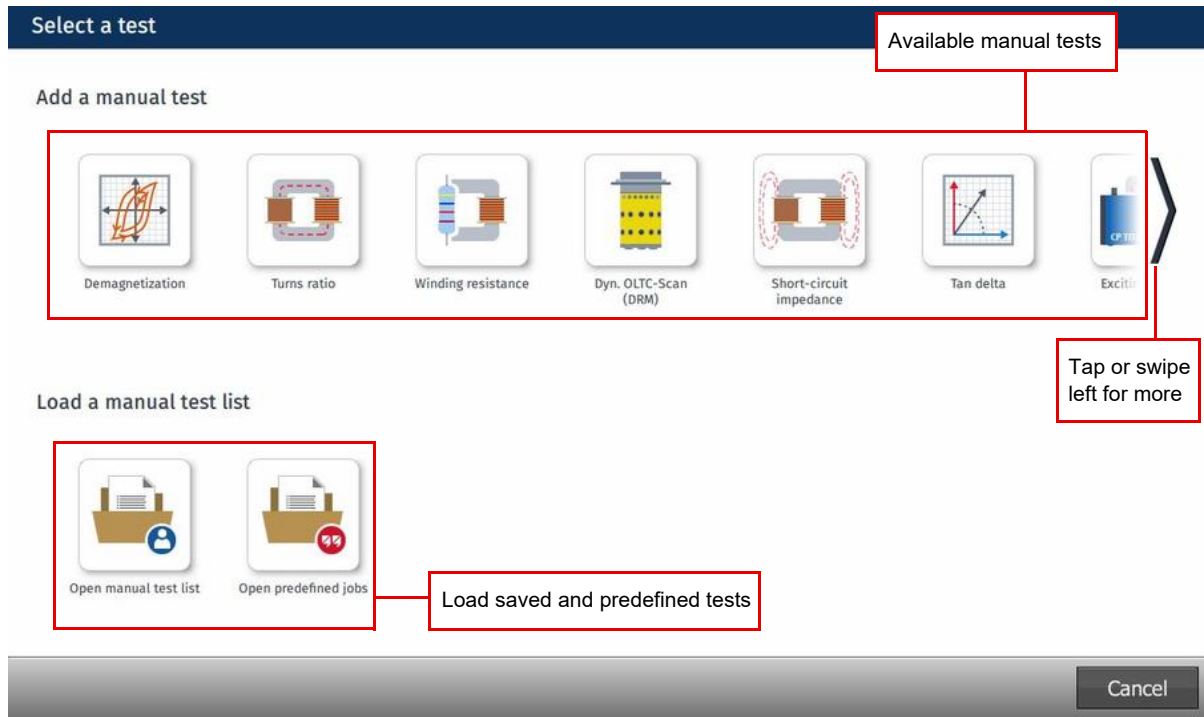 Select a test
Available manual tests
Add a manual test
Demagnetization
Turns ratio
Winding resistance
Dyn. OLTC-Scan
(DRM)
Short-circuit
impedance
Tan delta
Exciti
Tap or swipe
left for more
Load a manual test list
Open manual test list
Open predefined jobs
Load saved and predefined tests
Cancel